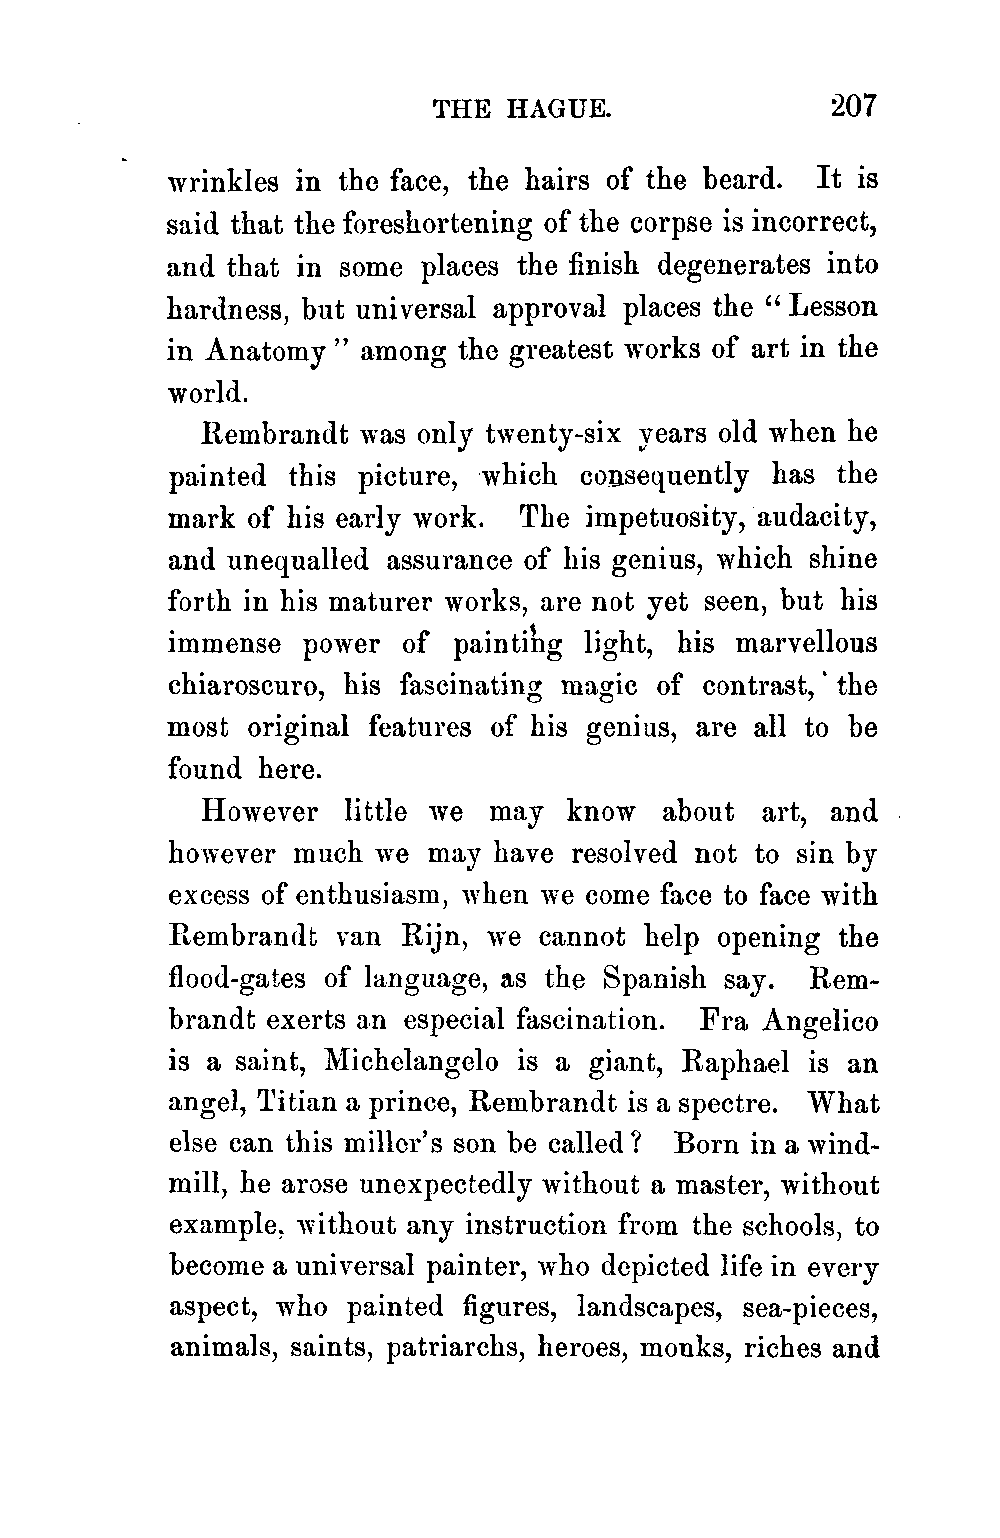 THE HAGUE. 207
wrinkles in the face, the hairs of the beard. It is
said that the foreshortening of the corpse is incorrect,
and that in some places the finish degenerates into
hardness, but universal approval places the “ Lesson
in Anatomy ” among the greatest works of art in the
world.
Rembrandt was only twenty-six years old when he
painted this picture, which consequently has the
mark of his early work. The impetuosity, audacity,
and unequalled assurance of his genius, which shine
forth in his maturer works, are not yet seen, but his
immense power of painting light, his marvellous
chiaroscuro, his fascinating magic of contrast, the
most original features of his genius, are all to be
found here.
However little we may know about art, and
however much we may have resolved not to sin by
excess of enthusiasm, when we come face to face with
Rembrandt van Rijn, we cannot help opening the
flood-gates of language, as the Spanish say. Rem-
brandt exerts an especial fascination. Fra Angelico
is a saint, Michelangelo is a giant, Raphael is an
angel, Titian a prince, Rembrandt is a spectre. What
else can this miller’s son be called ? Born in a wind-
mill, he arose unexpectedly without a master, without
example, without any instruction from the schools, to
become a universal painter, who depicted life in every
aspect, who painted figures, landscapes, sea-pieces,
animals, saints, patriarchs, heroes, monks, riches and